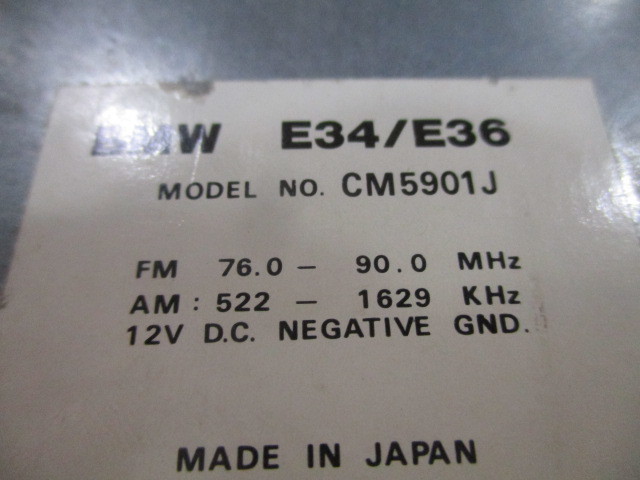 BMW E34/E36
MODEL NO. CM5901J
FM 76.0 – 90.0 MHz
AM : 522 – 1629 KHz
12V D.C. NEGATIVE GND.
MADE IN JAPAN